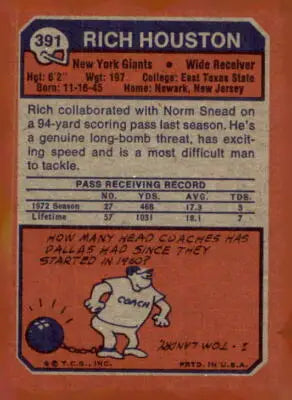 391
RICH HOUSTON
New York Giants • Wide Receiver
Hgt: 6'2" Wgt: 197 College: East Texas State
Born: 11-16-45 Home: Newark, New Jersey
Rich collaborated with Norm Snead on
a 94-yard scoring pass last season. He's
a genuine long-bomb threat, has excit-
ing speed and is a most difficult man
to tackle.
PASS RECEIVING RECORD
NO. YDS. AVG. TDS.
1972 Season 27 468 17.3 3
Lifetime 57 1031 18.1 7
HOW MANY HEAD COACHES HAS
DALLAS HAD SINCE THEY
STARTED IN 1960?
COACH
1 - TOM LANDRY.
© T.C.G., INC. PRTD. IN U.S.A.